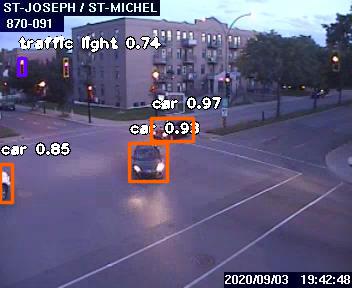 ST-JOSEPH / ST-MICHEL
870-091
traffic light 0.74
car 0.97
car 0.93
car 0.85
2020/09/03 19:42:48